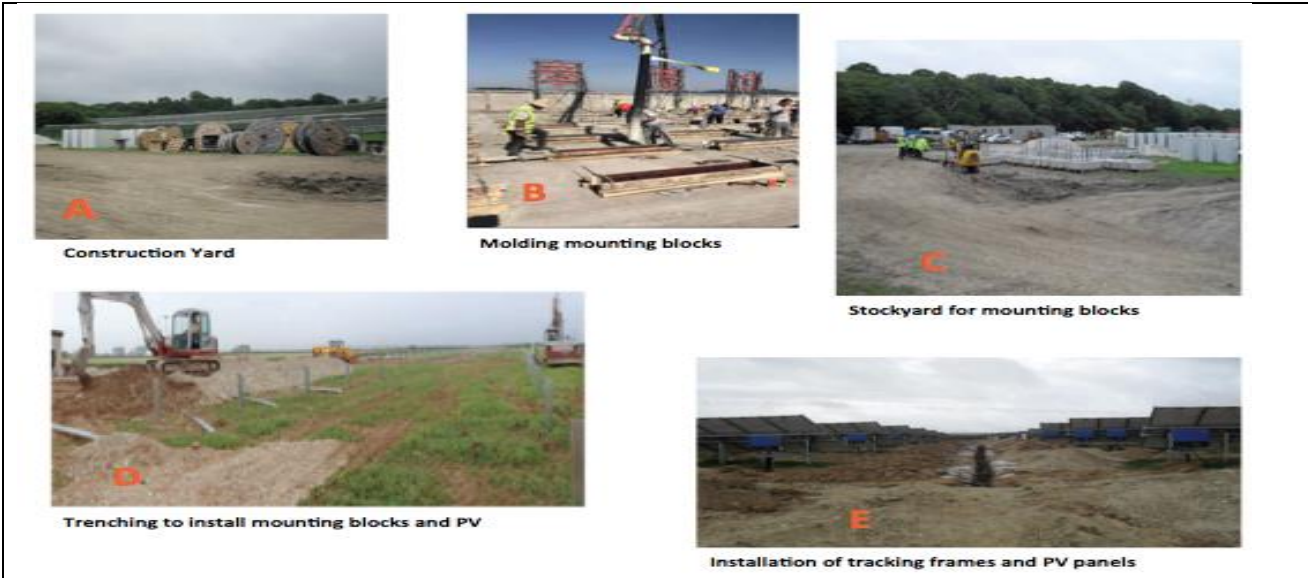 A
Construction Yard
B
Molding mounting blocks
C
Stockyard for mounting blocks
D
Trenching to install mounting blocks and PV
E
Installation of tracking frames and PV panels